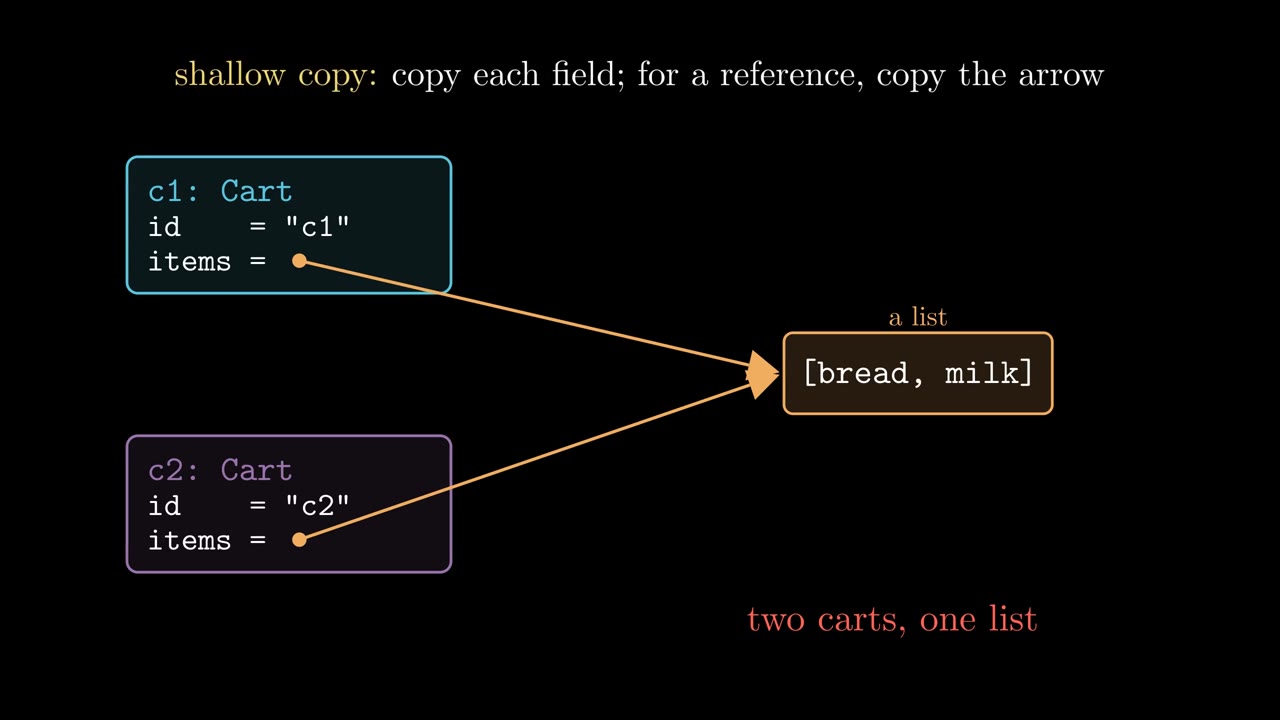 shallow copy: copy each field; for a reference, copy the arrow
c1: Cart
id    = "c1"
items =
a list
[bread, milk]
c2: Cart
id    = "c2"
items =
two carts, one list